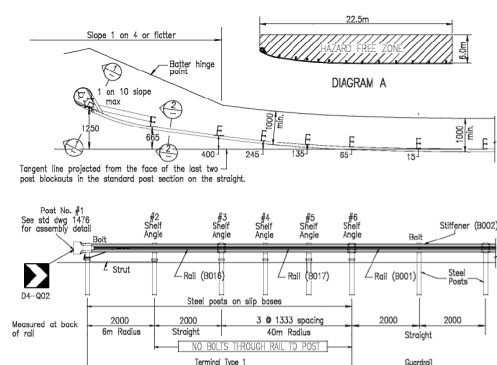 22.5m
Slope 1 on 4 or flatter
HAZARD FREE ZONE
6.0m
Batter hinge
point
DIAGRAM A
1
1 on 10 slope
max
2
1000
min.
1000
min.
1250
665
2
400
245
135
65
15
Tangent line projected from the face of the last two
post blockouts in the standard post section on the straight.
Post No. #1
See std dwg 1476
for assembly detail
#2
Shelf
Angle
#3
Shelf
Angle
#4
Shelf
Angle
#5
Shelf
Angle
#6
Shelf
Angle
Stiffener (B002)
Bolt
Bolt
Strut
Rail (B016)
Rail (B017)
Rail (B001)
Steel
Posts
D4-Q02
Steel posts on slip bases
Measured at back
of rail
2000
6m Radius
2000
Straight
3 @ 1333 spacing
40m Radius
2000
2000
Straight
NO BOLTS THROUGH RAIL TO POST
Terminal Type 1
Guardrail